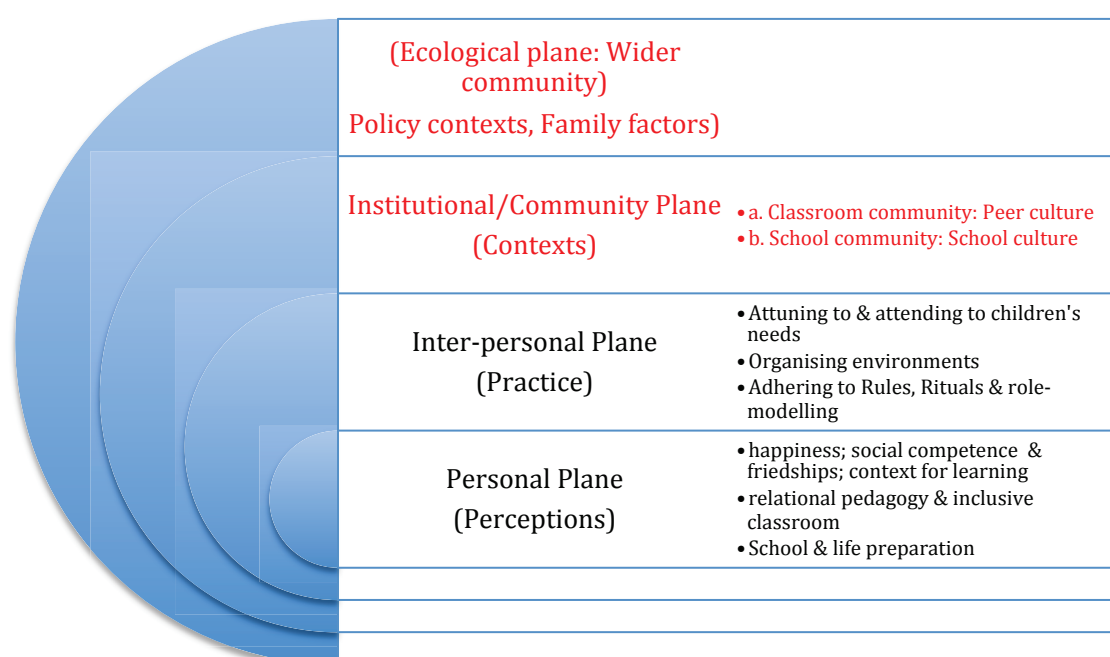 (Ecological plane: Wider
community)
Policy contexts, Family factors)
Institutional/Community Plane
(Contexts)
•a. Classroom community: Peer culture
•b. School community: School culture
Inter-personal Plane
(Practice)
•Attuning to & attending to children's
needs
•Organising environments
•Adhering to Rules, Rituals & role-
modelling
Personal Plane
(Perceptions)
•happiness; social competence &
friedships; context for learning
•relational pedagogy & inclusive
classroom
•School & life preparation